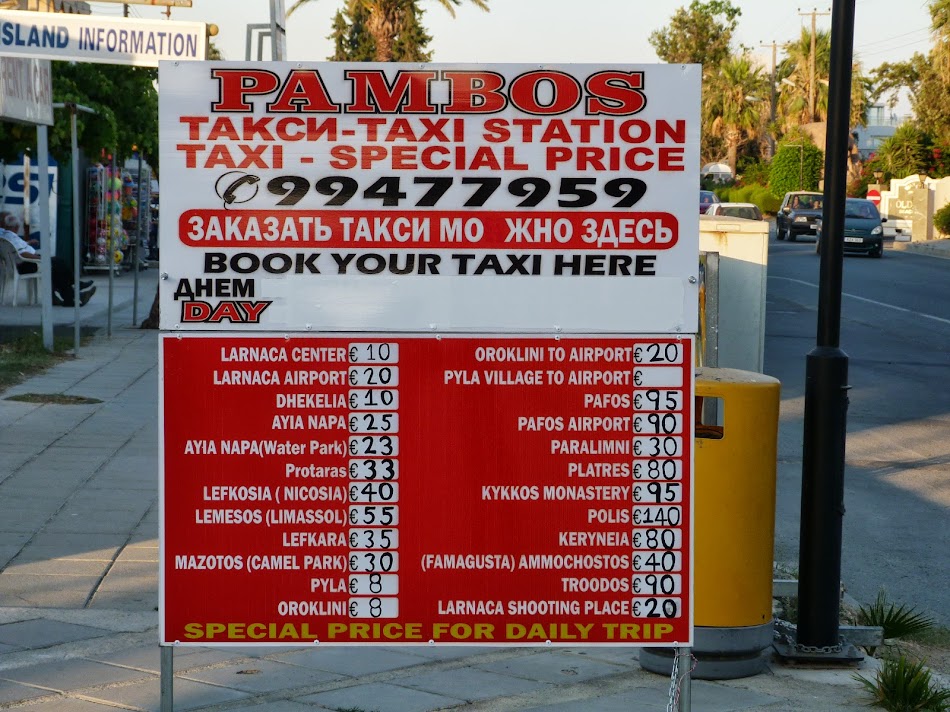 ISLAND INFORMATION
PAMBOS
ТАКСИ-TAXI STATION
TAXI - SPECIAL PRICE
99477959
ЗАКАЗАТЬ ТАКСИ МО ЖНО ЗДЕСЬ
BOOK YOUR TAXI HERE
ДНЕМ
DAY
LARNACA CENTER € 10
LARNACA AIRPORT € 20
DHEKELIA € 10
AYIA NAPA € 25
AYIA NAPA(Water Park) € 23
Protaras € 33
LEFKOSIA ( NICOSIA) € 40
LEMESOS (LIMASSOL) € 55
LEFKARA € 35
MAZOTOS (CAMEL PARK) € 30
PYLA € 8
OROKLINI € 8
OROKLINI TO AIRPORT € 20
PYLA VILLAGE TO AIRPORT €
PAFOS € 95
PAFOS AIRPORT € 90
PARALIMNI € 30
PLATRES € 80
KYKKOS MONASTERY € 95
POLIS € 140
KERYNEIA € 80
(FAMAGUSTA) AMMOCHOSTOS € 40
TROODOS € 90
LARNACA SHOOTING PLACE € 20
SPECIAL PRICE FOR DAILY TRIP